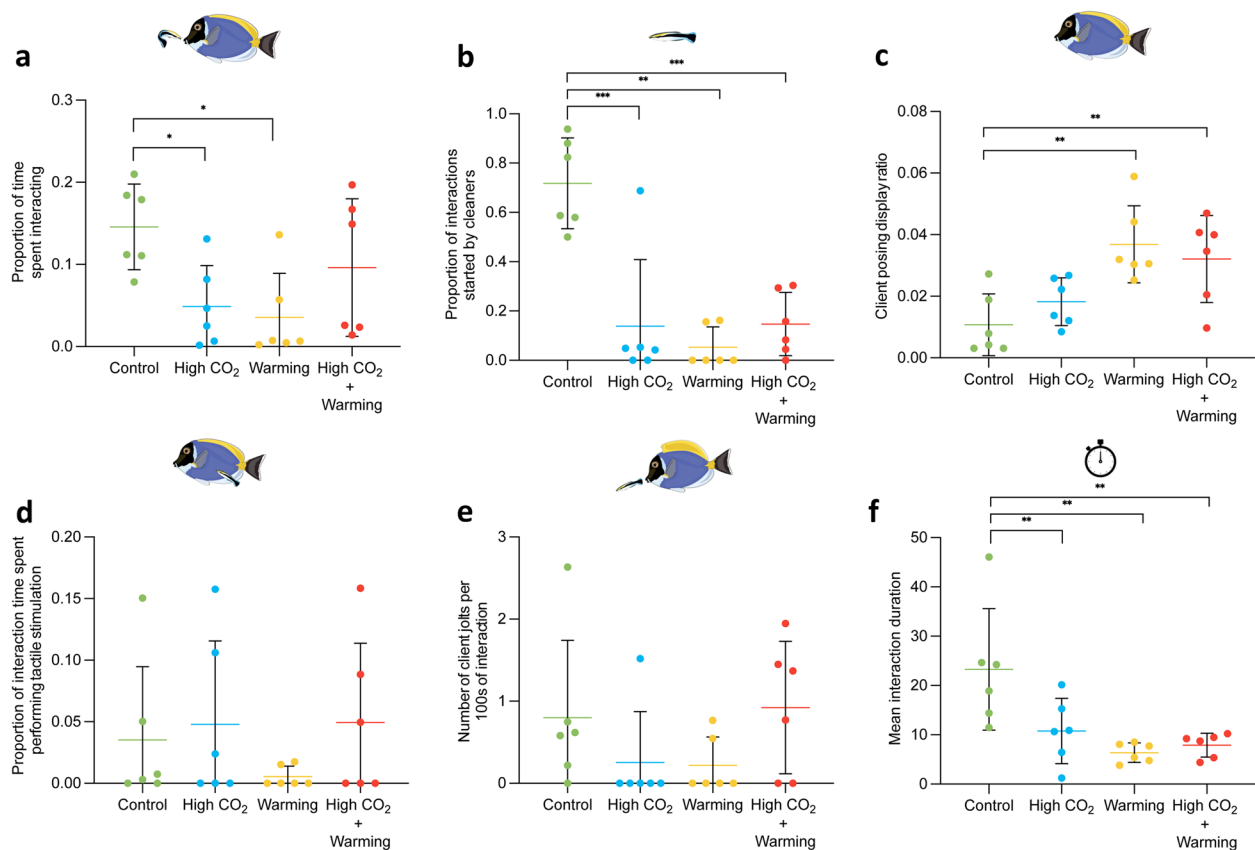 a
Proportion of time
spent interacting
0.3
0.2
0.1
0.0
*
*
Control
High CO₂
Warming
High CO₂
+
Warming
b
Proportion of interactions
started by cleaners
1.0
0.8
0.6
0.4
0.2
0.0
***
**
***
Control
High CO₂
Warming
High CO₂
+
Warming
c
Client posing display ratio
0.08
0.06
0.04
0.02
0.00
**
**
Control
High CO₂
Warming
High CO₂
+
Warming
d
Proportion of interaction time spent
performing tactile stimulation
0.20
0.15
0.10
0.05
0.00
Control
High CO₂
Warming
High CO₂
+
Warming
e
Number of client jolts per
100s of interaction
3
2
1
0
Control
High CO₂
Warming
High CO₂
+
Warming
f
Mean interaction duration
50
40
30
20
10
0
**
**
**
Control
High CO₂
Warming
High CO₂
+
Warming